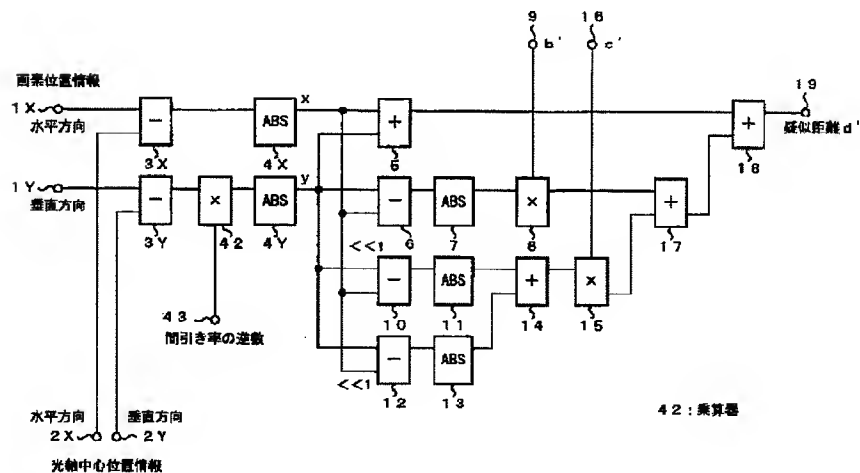 9
16
b'
c'
画素位置情報
1X
水平方向
−
3X
ABS
4X
x
+
5
+
18
19
疑似距離d'
1Y
垂直方向
−
3Y
×
42
ABS
4Y
y
−
6
ABS
7
×
8
+
17
<<1
−
10
ABS
11
+
14
×
15
43
間引き率の逆数
−
12
ABS
13
<<1
水平方向
垂直方向
2X
2Y
光軸中心位置情報
42:乗算器